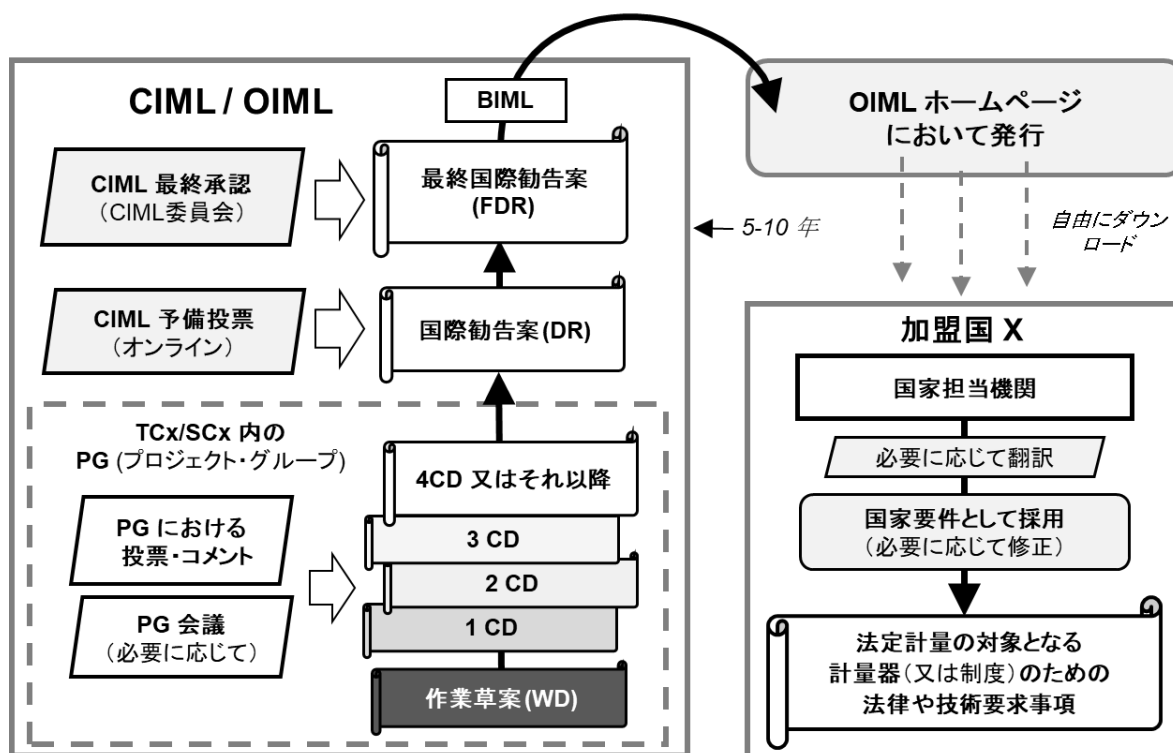 CIML / OIML
BIML
CIML 最終承認
(CIML委員会)
最終国際勧告案
(FDR)
CIML 予備投票
(オンライン)
国際勧告案 (DR)
TCx/SCx 内の
PG (プロジェクト・グループ)
PG における
投票・コメント
PG 会議
(必要に応じて)
4CD 又はそれ以降
3 CD
2 CD
1 CD
作業草案 (WD)
5-10 年
OIML ホームページ
において発行
自由にダウン
ロード
加盟国 X
国家担当機関
必要に応じて翻訳
国家要件として採用
(必要に応じて修正)
法定計量の対象となる
計量器(又は制度)のための
法律や技術要求事項